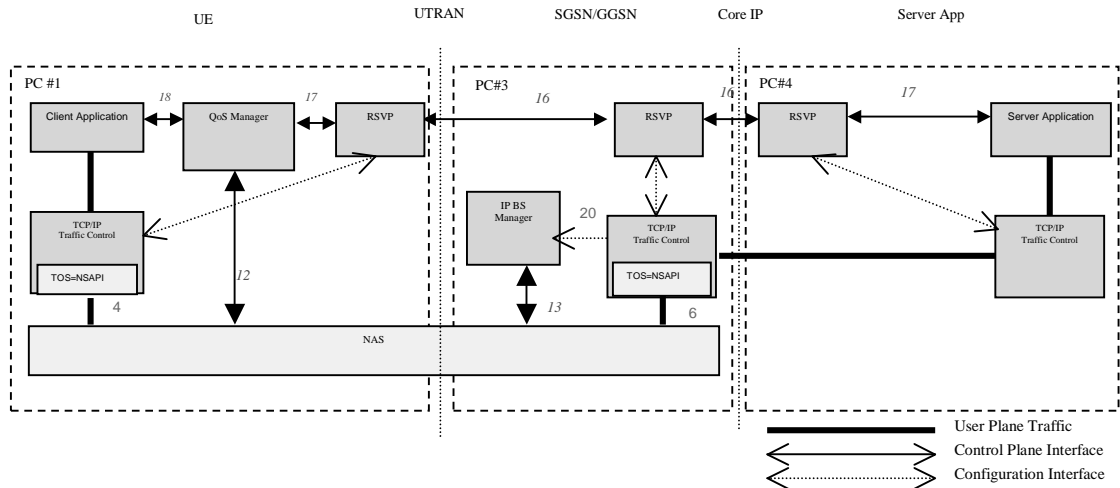 UE
UTRAN
SGSN/GGSN
Core IP
Server App
PC #1
PC#3
PC#4
18
17
16
16
17
Client Application
QoS Manager
RSVP
RSVP
RSVP
Server Application
IP BS
Manager
20
TCP/IP
Traffic Control
TCP/IP
Traffic Control
TCP/IP
Traffic Control
TOS=NSAPI
TOS=NSAPI
12
4
13
6
NAS
User Plane Traffic
Control Plane Interface
Configuration Interface